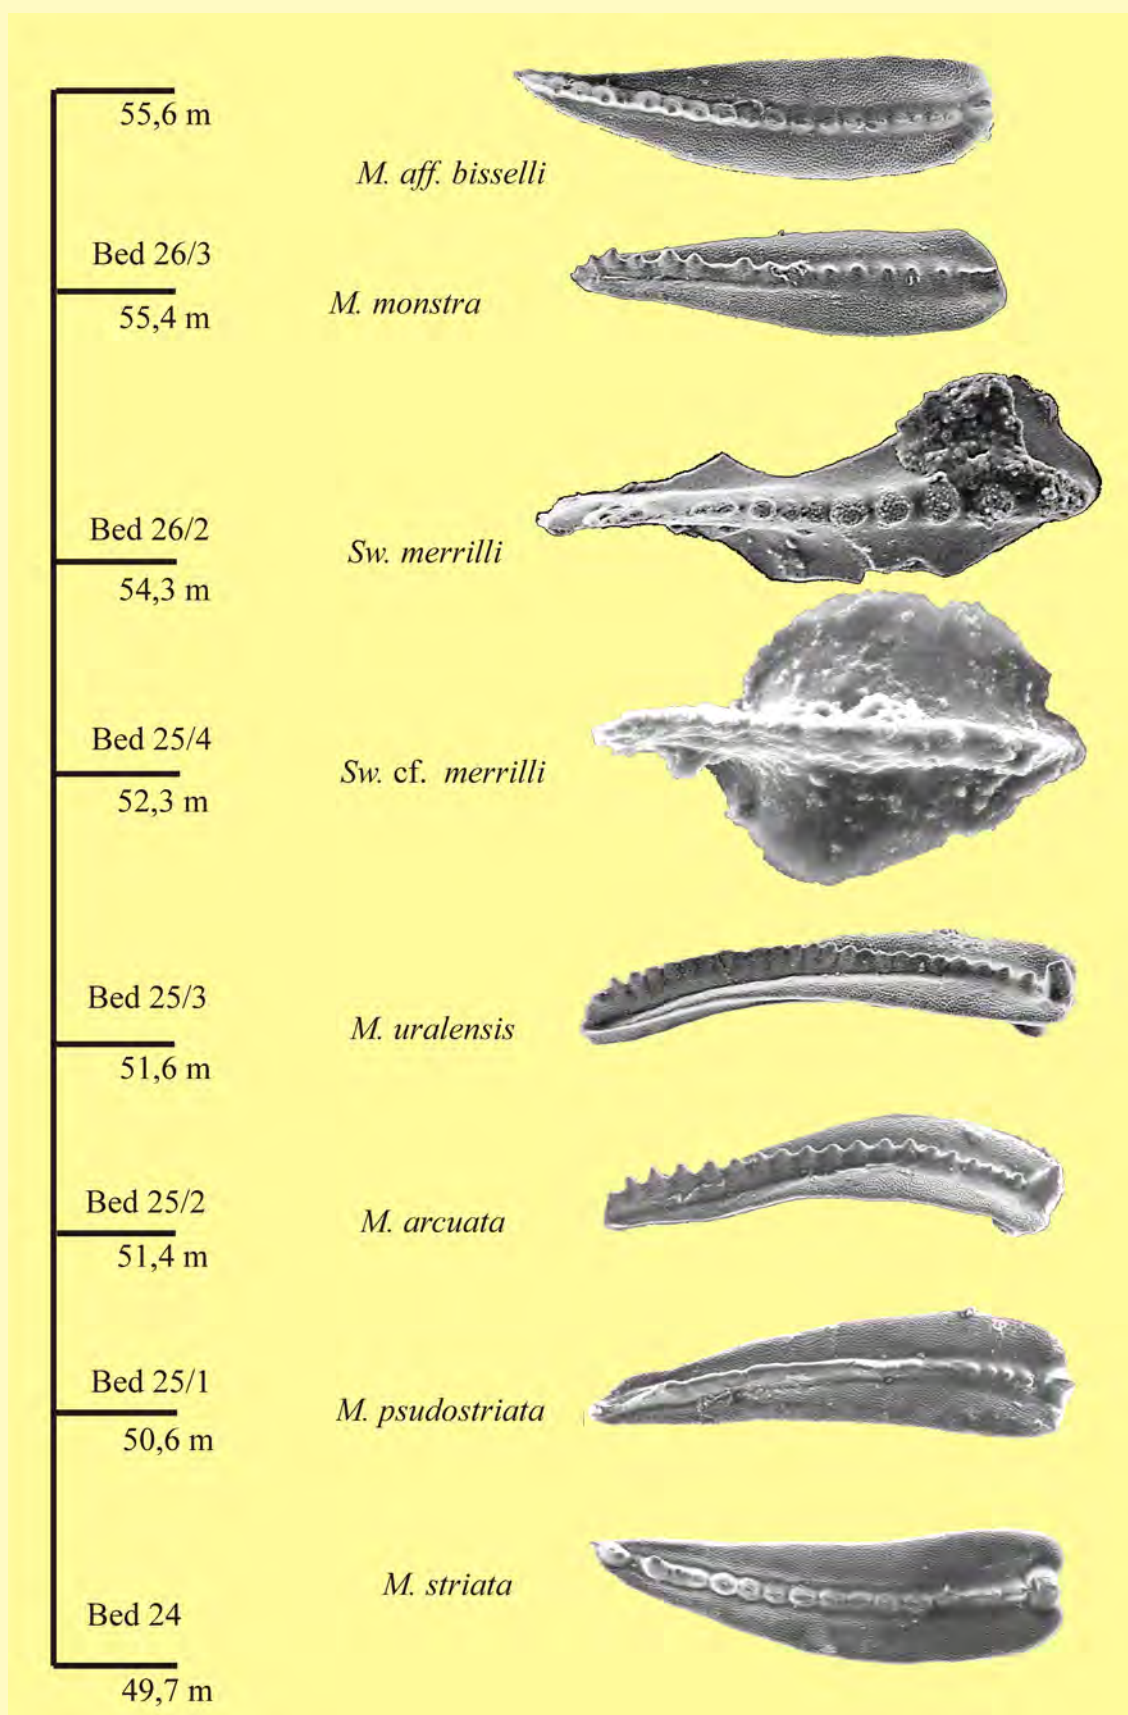 55,6 m
M. aff. bisselli
Bed 26/3
M. monstra
55,4 m
Bed 26/2
Sw. merrilli
54,3 m
Bed 25/4
Sw. cf. merrilli
52,3 m
Bed 25/3
M. uralensis
51,6 m
Bed 25/2
M. arcuata
51,4 m
Bed 25/1
M. psudostriata
50,6 m
M. striata
Bed 24
49,7 m